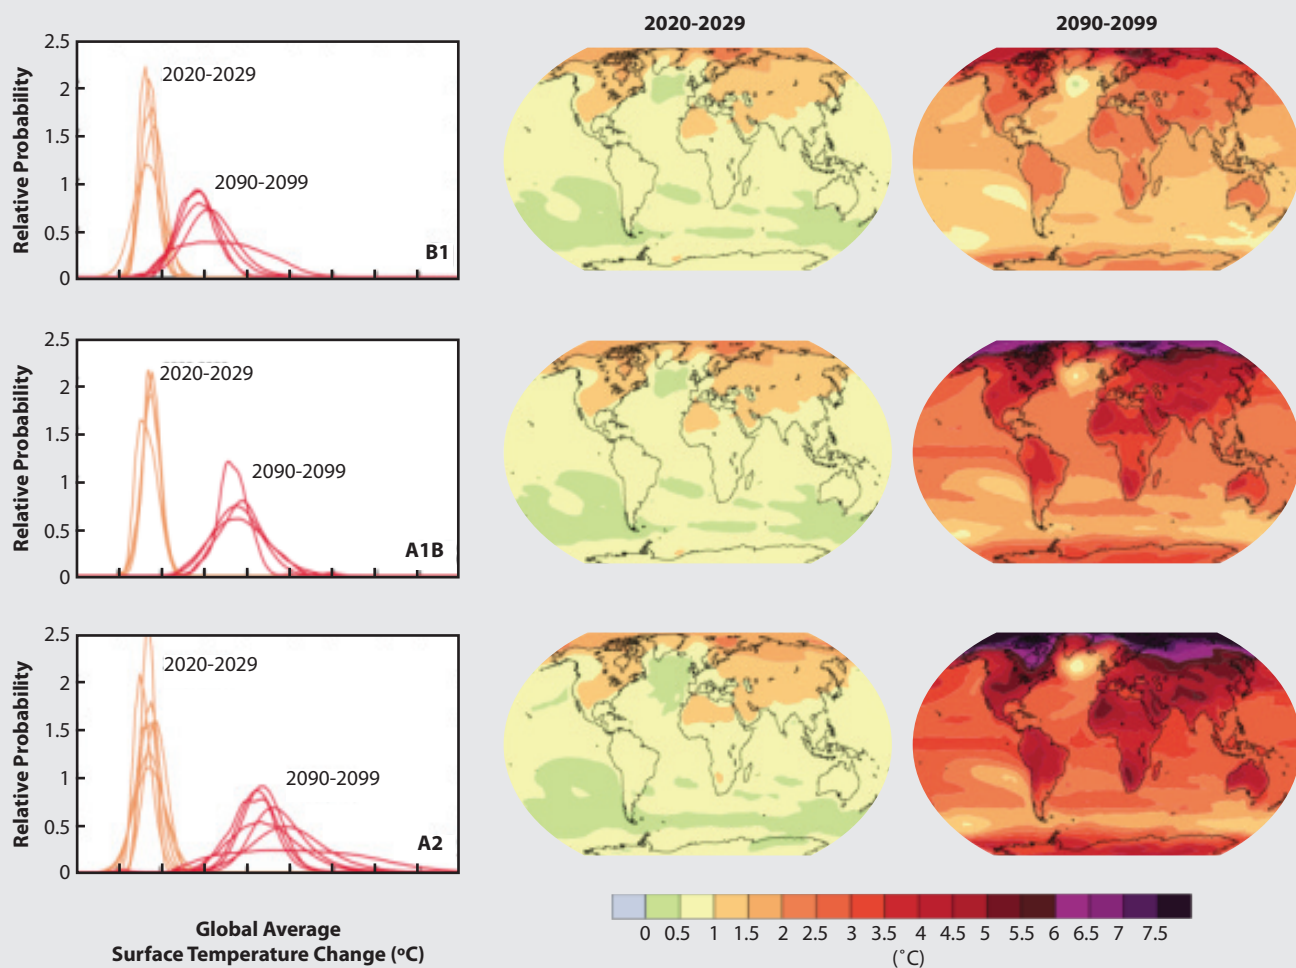 2020-2029
2090-2099
Relative Probability
2.5
2
1.5
1
0.5
0
2020-2029
2090-2099
B1
Relative Probability
2.5
2
1.5
1
0.5
0
2020-2029
2090-2099
A1B
Relative Probability
2.5
2
1.5
1
0.5
0
2020-2029
2090-2099
A2
Global Average
Surface Temperature Change (ºC)
0 0.5 1 1.5 2 2.5 3 3.5 4 4.5 5 5.5 6 6.5 7 7.5
(˚C)